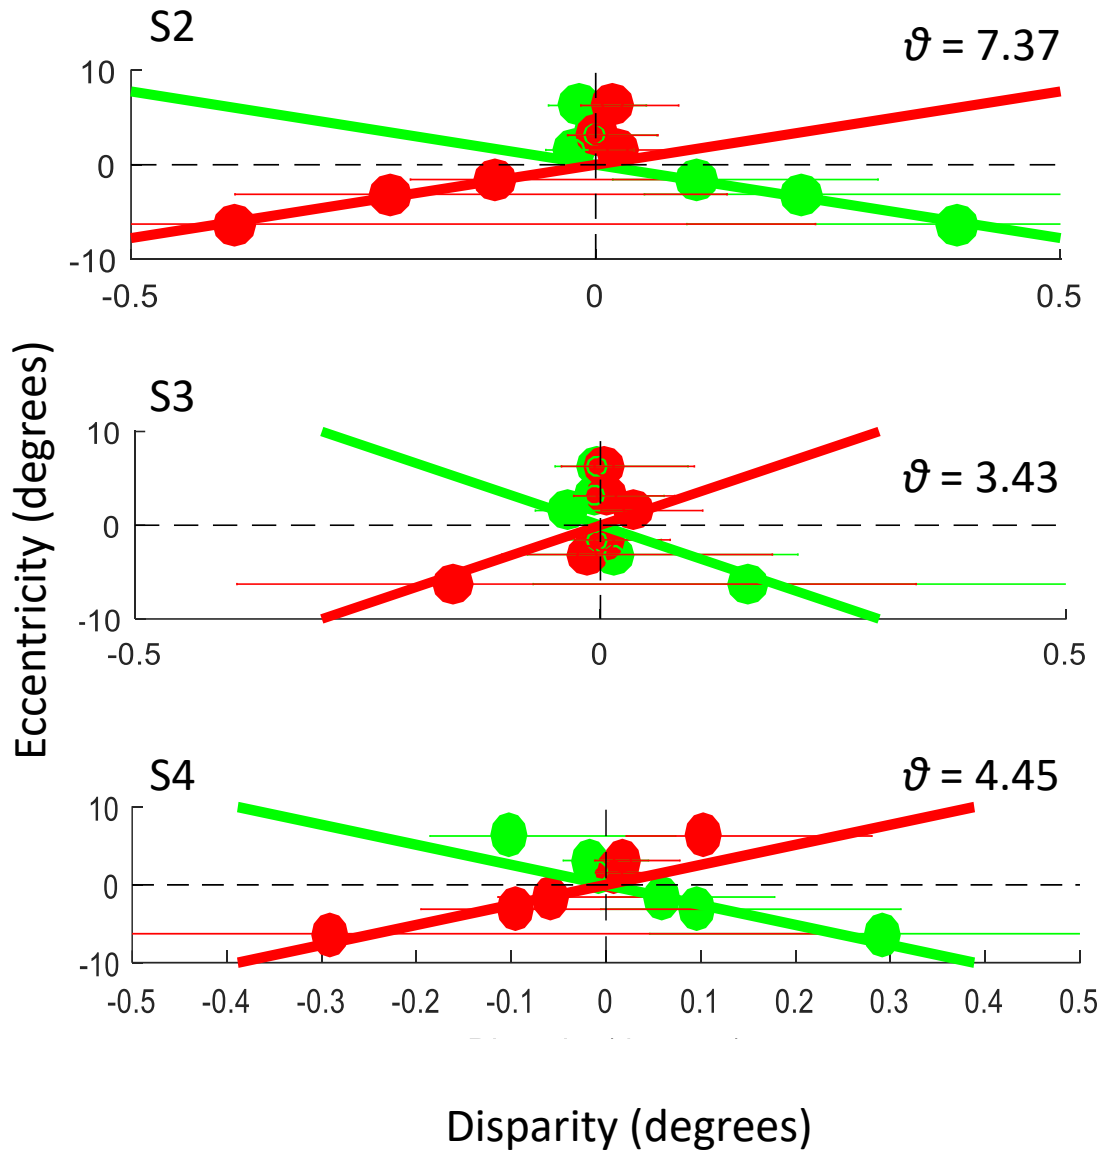 S2
ϑ = 7.37
10
0
-10
-0.5 0 0.5
Eccentricity (degrees)
S3
10
ϑ = 3.43
0
-10
-0.5 0 0.5
S4
ϑ = 4.45
10
0
-10
-0.5 -0.4 -0.3 -0.2 -0.1 0 0.1 0.2 0.3 0.4 0.5
Disparity (degrees)